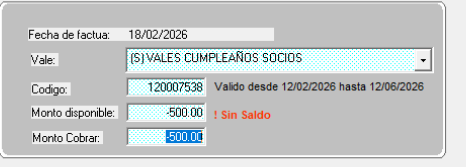 Fecha de factua: 18/02/2026
Vale: (S) VALES CUMPLEAÑOS SOCIOS
Codigo: 120007538 Valido desde 12/02/2026 hasta 12/06/2026
Monto disponible: -500.00 ! Sin Saldo
Monto Cobrar: -500.00